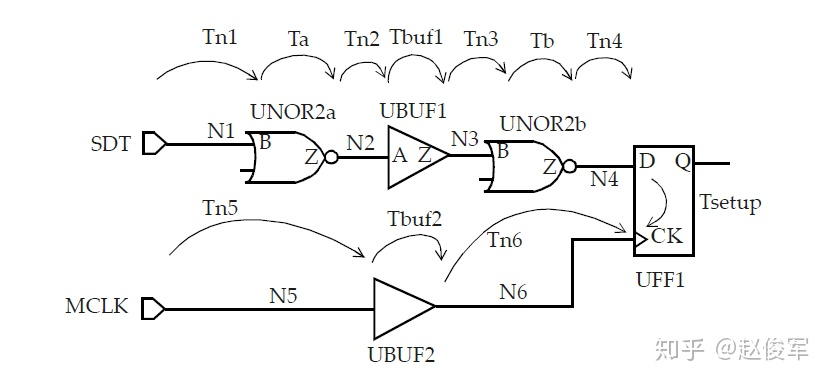 Tn1 Ta Tn2 Tbuf1 Tn3 Tb Tn4
UNOR2a UBUF1 UNOR2b
SDT N1 B Z N2 A Z N3 B Z N4 D Q
Tsetup
CK
UFF1
Tn5 Tbuf2 Tn6
MCLK N5 N6
UBUF2
知乎 @赵俊军